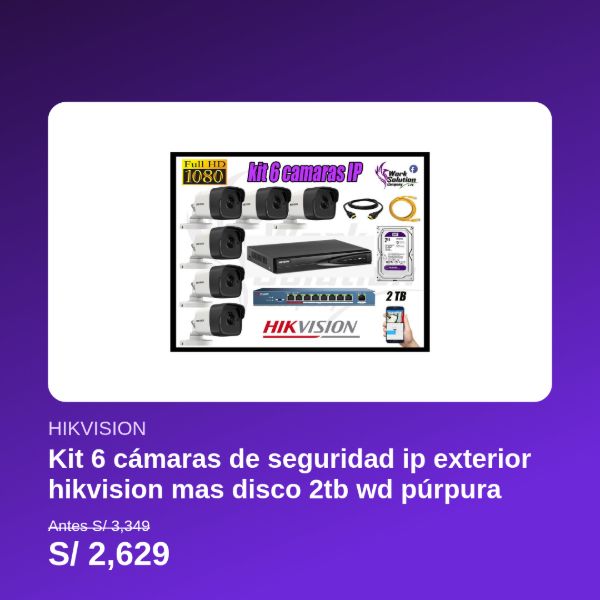 Full HD
1080
kit 6 camaras IP
Work
Solution
Company
2 TB
HIKVISION
HIKVISION
Kit 6 cámaras de seguridad ip exterior
hikvision mas disco 2tb wd púrpura
Antes S/ 3,349
S/ 2,629